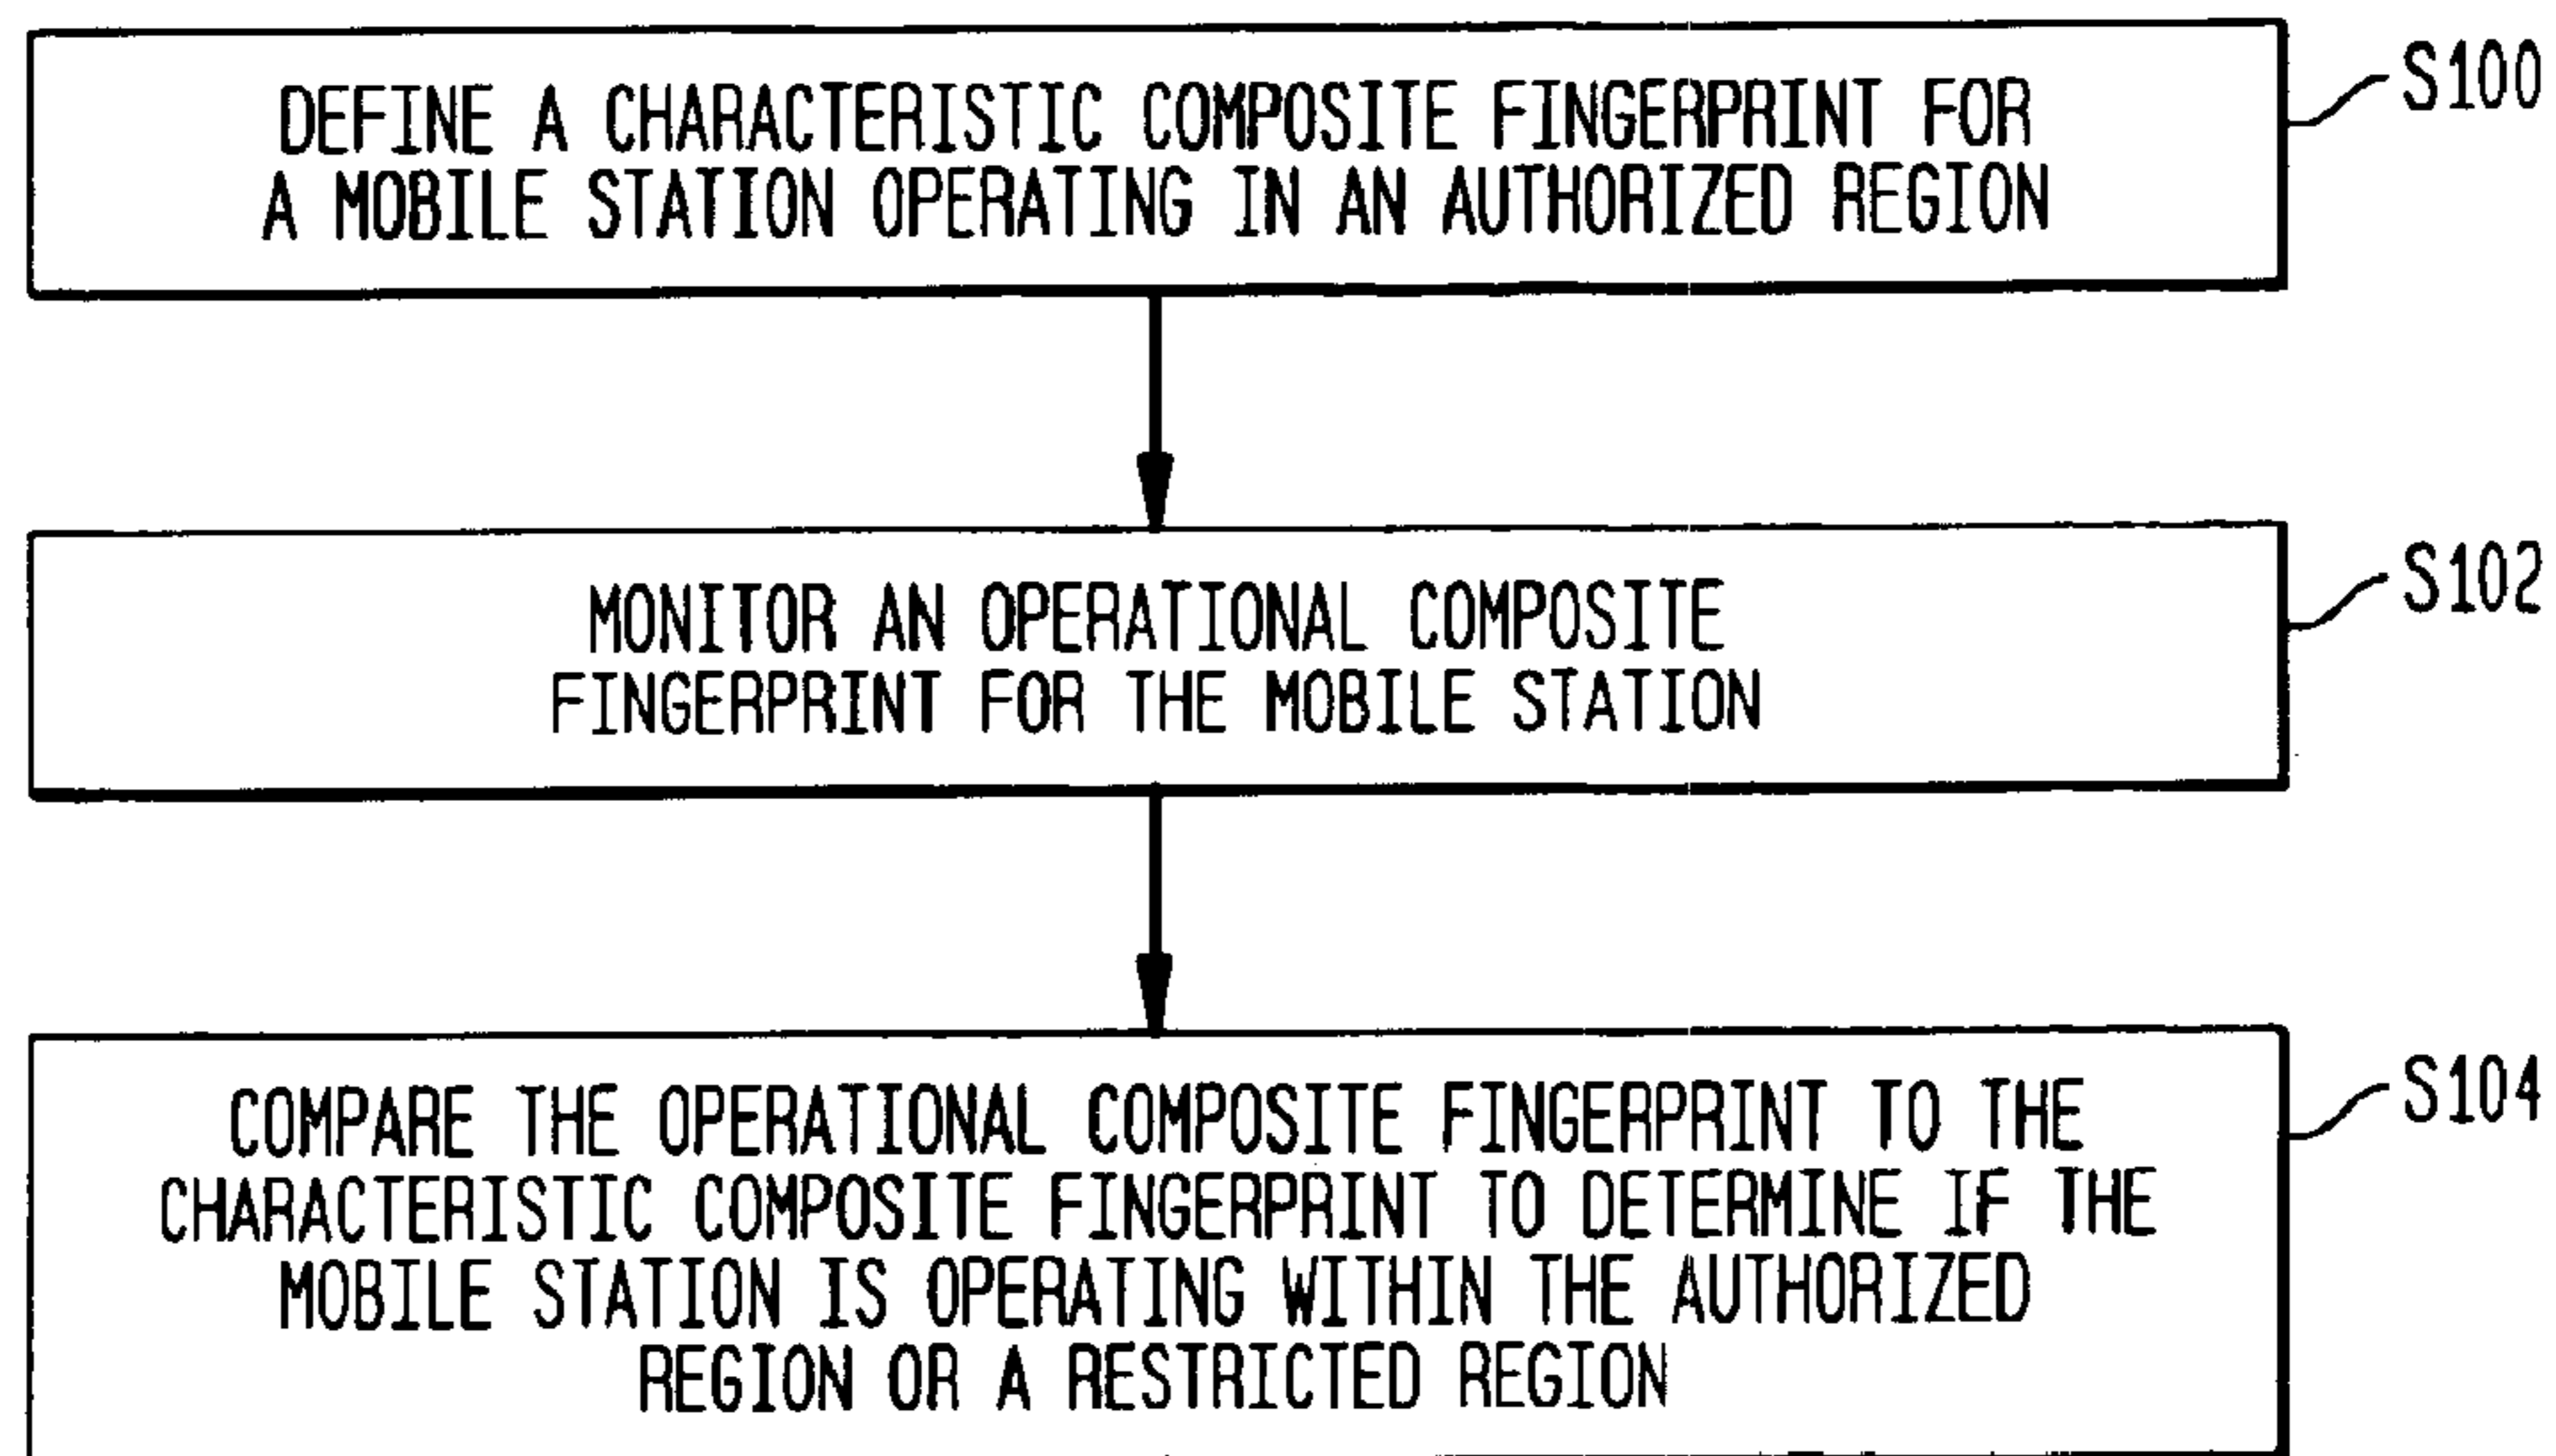 DEFINE A CHARACTERISTIC COMPOSITE FINGERPRINT FOR
A MOBILE STATION OPERATING IN AN AUTHORIZED REGION
S100
MONITOR AN OPERATIONAL COMPOSITE
FINGERPRINT FOR THE MOBILE STATION
S102
COMPARE THE OPERATIONAL COMPOSITE FINGERPRINT TO THE
CHARACTERISTIC COMPOSITE FINGERPRINT TO DETERMINE IF THE
MOBILE STATION IS OPERATING WITHIN THE AUTHORIZED
REGION OR A RESTRICTED REGION
S104